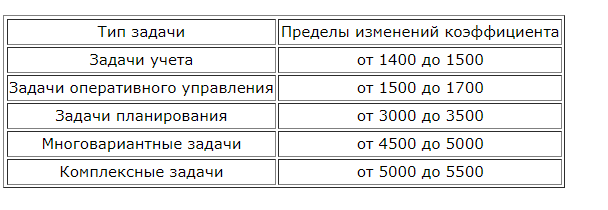 Тип задачи Пределы изменений коэффициента
Задачи учета от 1400 до 1500
Задачи оперативного управления от 1500 до 1700
Задачи планирования от 3000 до 3500
Многовариантные задачи от 4500 до 5000
Комплексные задачи от 5000 до 5500